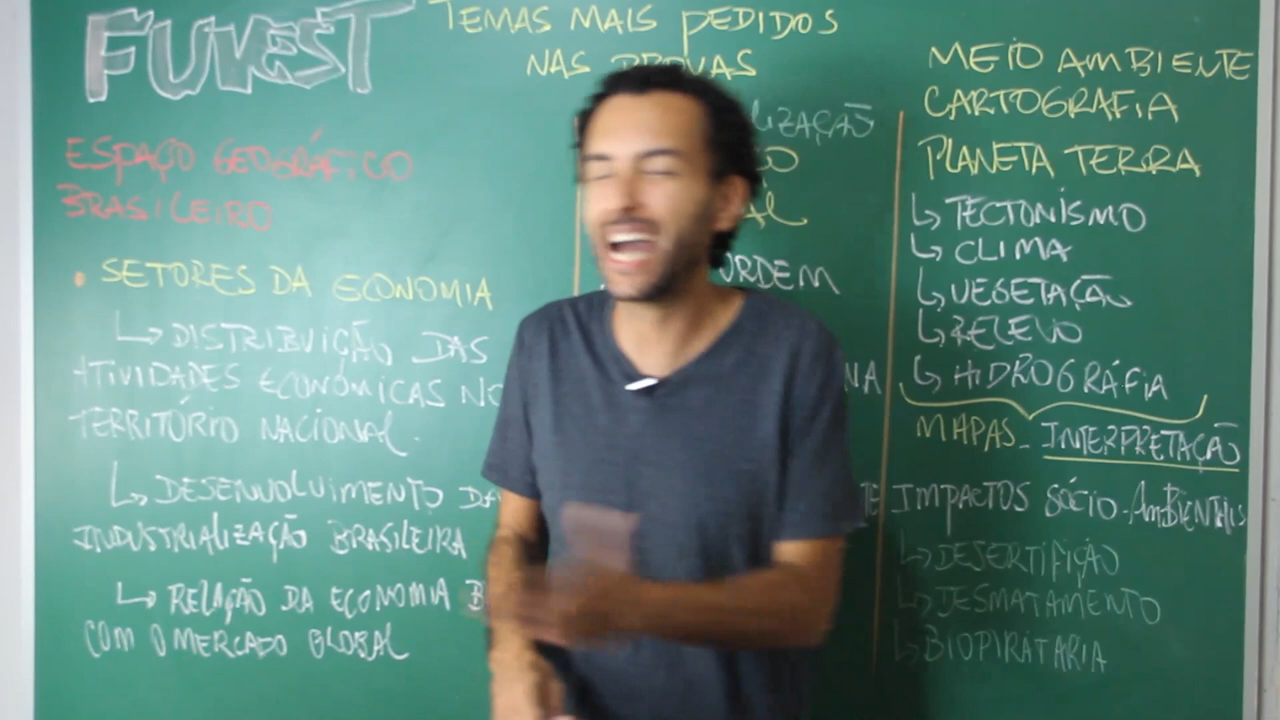 FUVEST
TEMAS MAIS PEDIDOS
NAS PROVAS
ESPAÇO GEOGRÁFICO
BRASILEIRO
• SETORES DA ECONOMIA
↳ DISTRIBUIÇÃO DAS
ATIVIDADES ECONÔMICAS NO
TERRITÓRIO NACIONAL.
↳ DESENVOLVIMENTO DA
INDUSTRIALIZAÇÃO BRASILEIRA
↳ RELAÇÃO DA ECONOMIA B
COM O MERCADO GLOBAL
LIZAÇÃO
ORDEM
MEIO AMBIENTE
CARTOGRAFIA
PLANETA TERRA
↳ TECTONISMO
↳ CLIMA
↳ VEGETAÇÃO
↳ RELEVO
↳ HIDROGRÁFIA
MAPAS - INTERPRETAÇÃO
IMPACTOS SÓCIO-AMBIENTAIS
↳ DESERTIFIÇÃO
↳ DESMATAMENTO
↳ BIOPIRATARIA